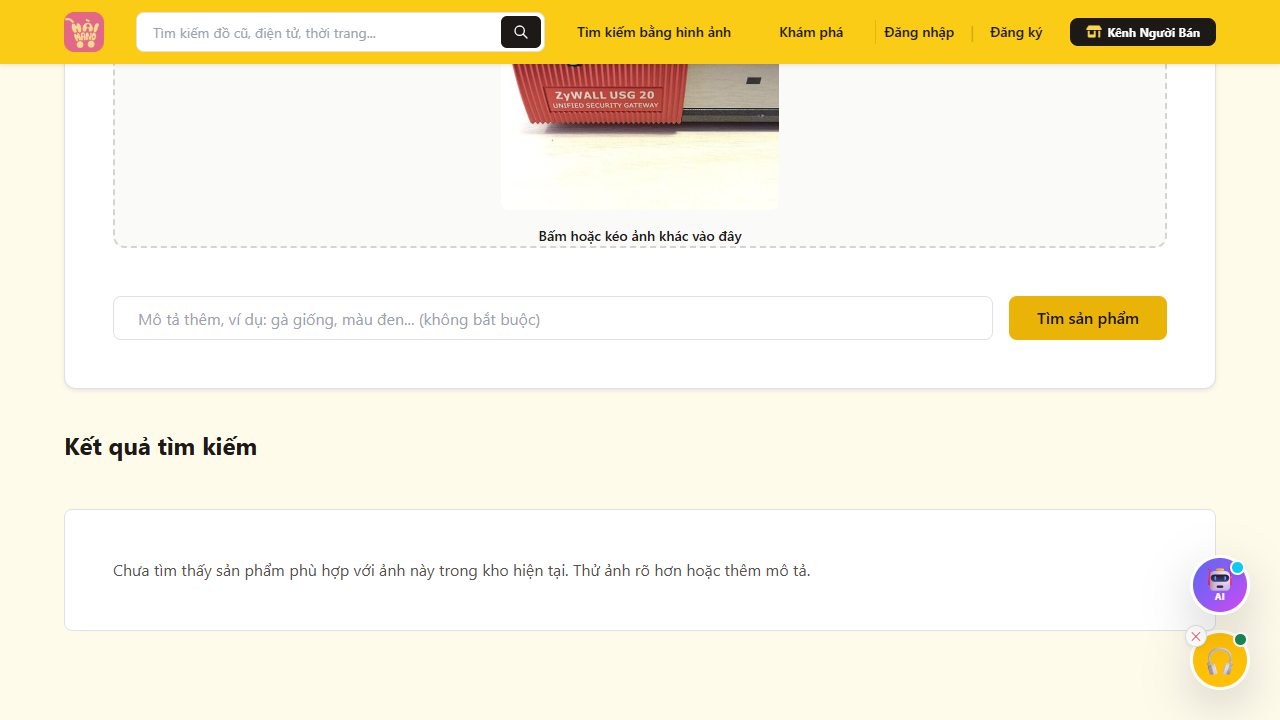 HÀI
HÀNG
Tìm kiếm đồ cũ, điện tử, thời trang...
Tìm kiếm bằng hình ảnh
Khám phá
Đăng nhập
|
Đăng ký
Kênh Người Bán
ZyWALL USG 20
UNIFIED SECURITY GATEWAY
Bấm hoặc kéo ảnh khác vào đây
Mô tả thêm, ví dụ: gà giống, màu đen... (không bắt buộc)
Tìm sản phẩm
Kết quả tìm kiếm
Chưa tìm thấy sản phẩm phù hợp với ảnh này trong kho hiện tại. Thử ảnh rõ hơn hoặc thêm mô tả.
AI